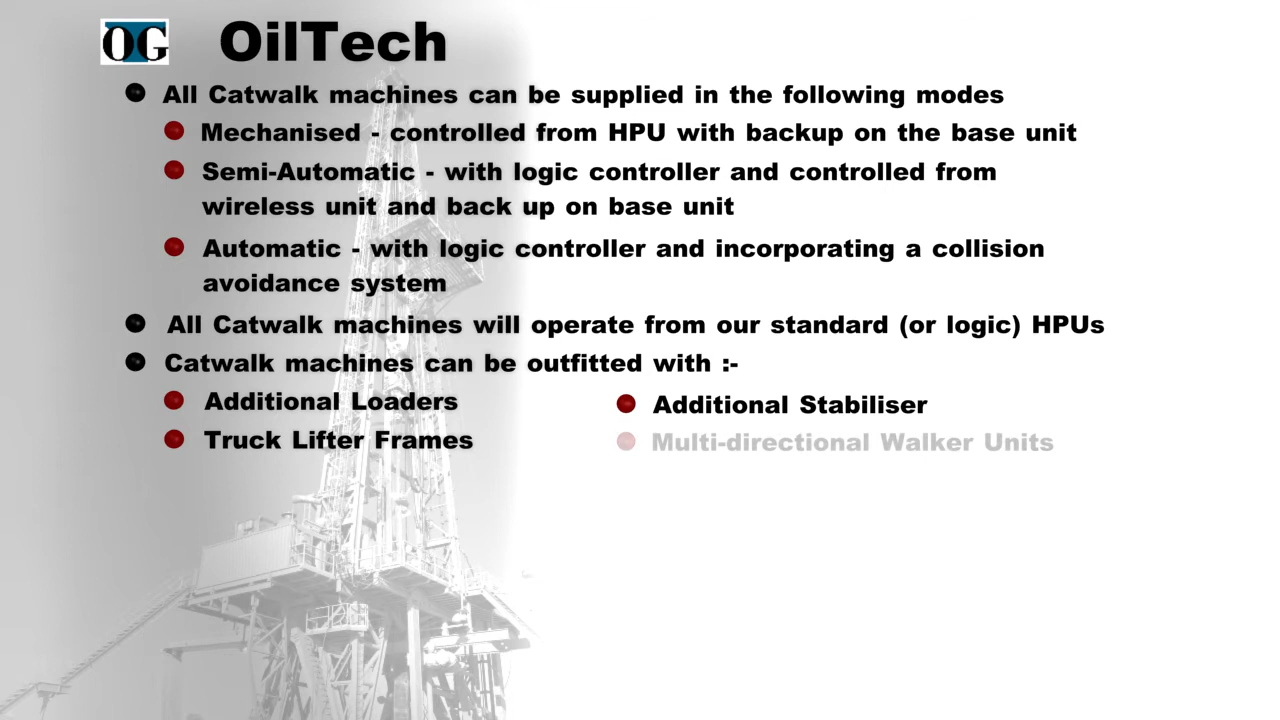 OG OilTech
All Catwalk machines can be supplied in the following modes
Mechanised - controlled from HPU with backup on the base unit
Semi-Automatic - with logic controller and controlled from
wireless unit and back up on base unit
Automatic - with logic controller and incorporating a collision
avoidance system
All Catwalk machines will operate from our standard (or logic) HPUs
Catwalk machines can be outfitted with :-
Additional Loaders
Truck Lifter Frames
Additional Stabiliser
Multi-directional Walker Units